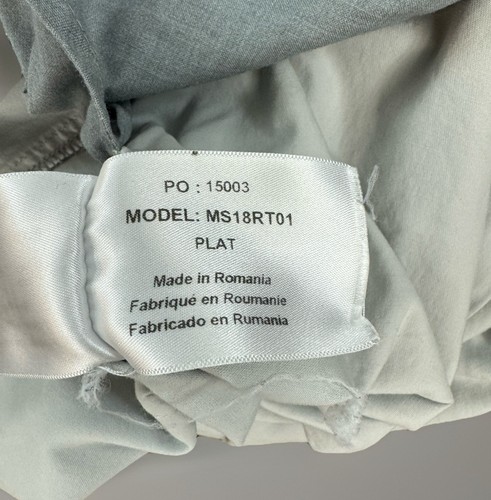 PO : 15003
MODEL: MS18RT01
PLAT
Made in Romania
Fabriqué en Roumanie
Fabricado en Rumania